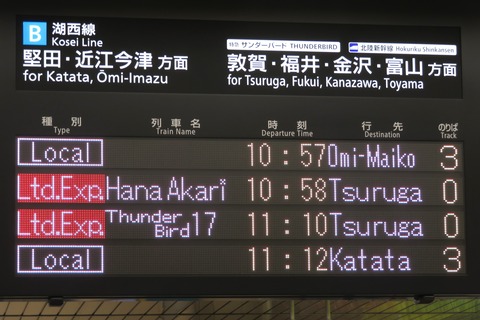 B 湖西線
Kosei Line
堅田・近江今津 方面
for Katata, Ōmi-Imazu
特急 サンダーバード THUNDERBIRD 北陸新幹線 Hokuriku Shinkansen
敦賀・福井・金沢・富山 方面
for Tsuruga, Fukui, Kanazawa, Toyama
種別 列車名 時刻 行先 のりば
Type Train Name Departure Time Destination Track
Local 10:57 Omi-Maiko 3
Ltd.Exp. Hana Akari* 10:58 Tsuruga 0
Ltd.Exp. Thunder Bird 17 11:10 Tsuruga 0
Local 11:12 Katata 3